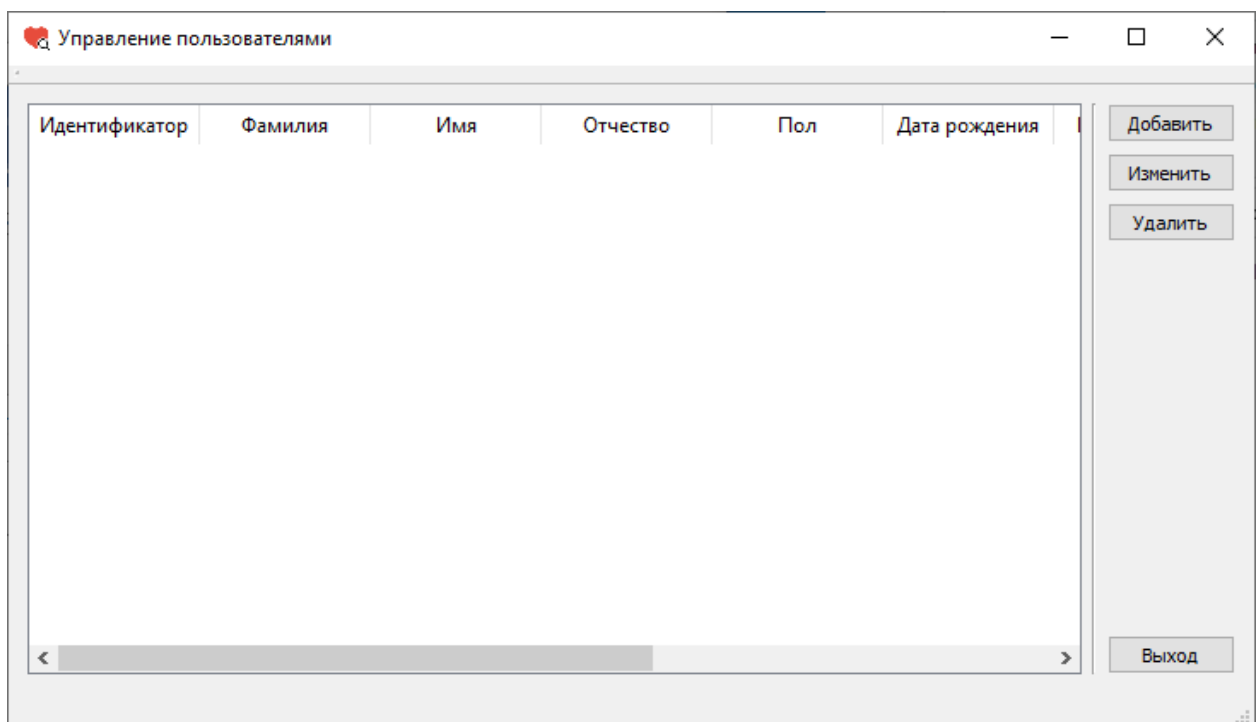 Управление пользователями
Идентификатор Фамилия Имя Отчество Пол Дата рождения
Добавить
Изменить
Удалить
Выход